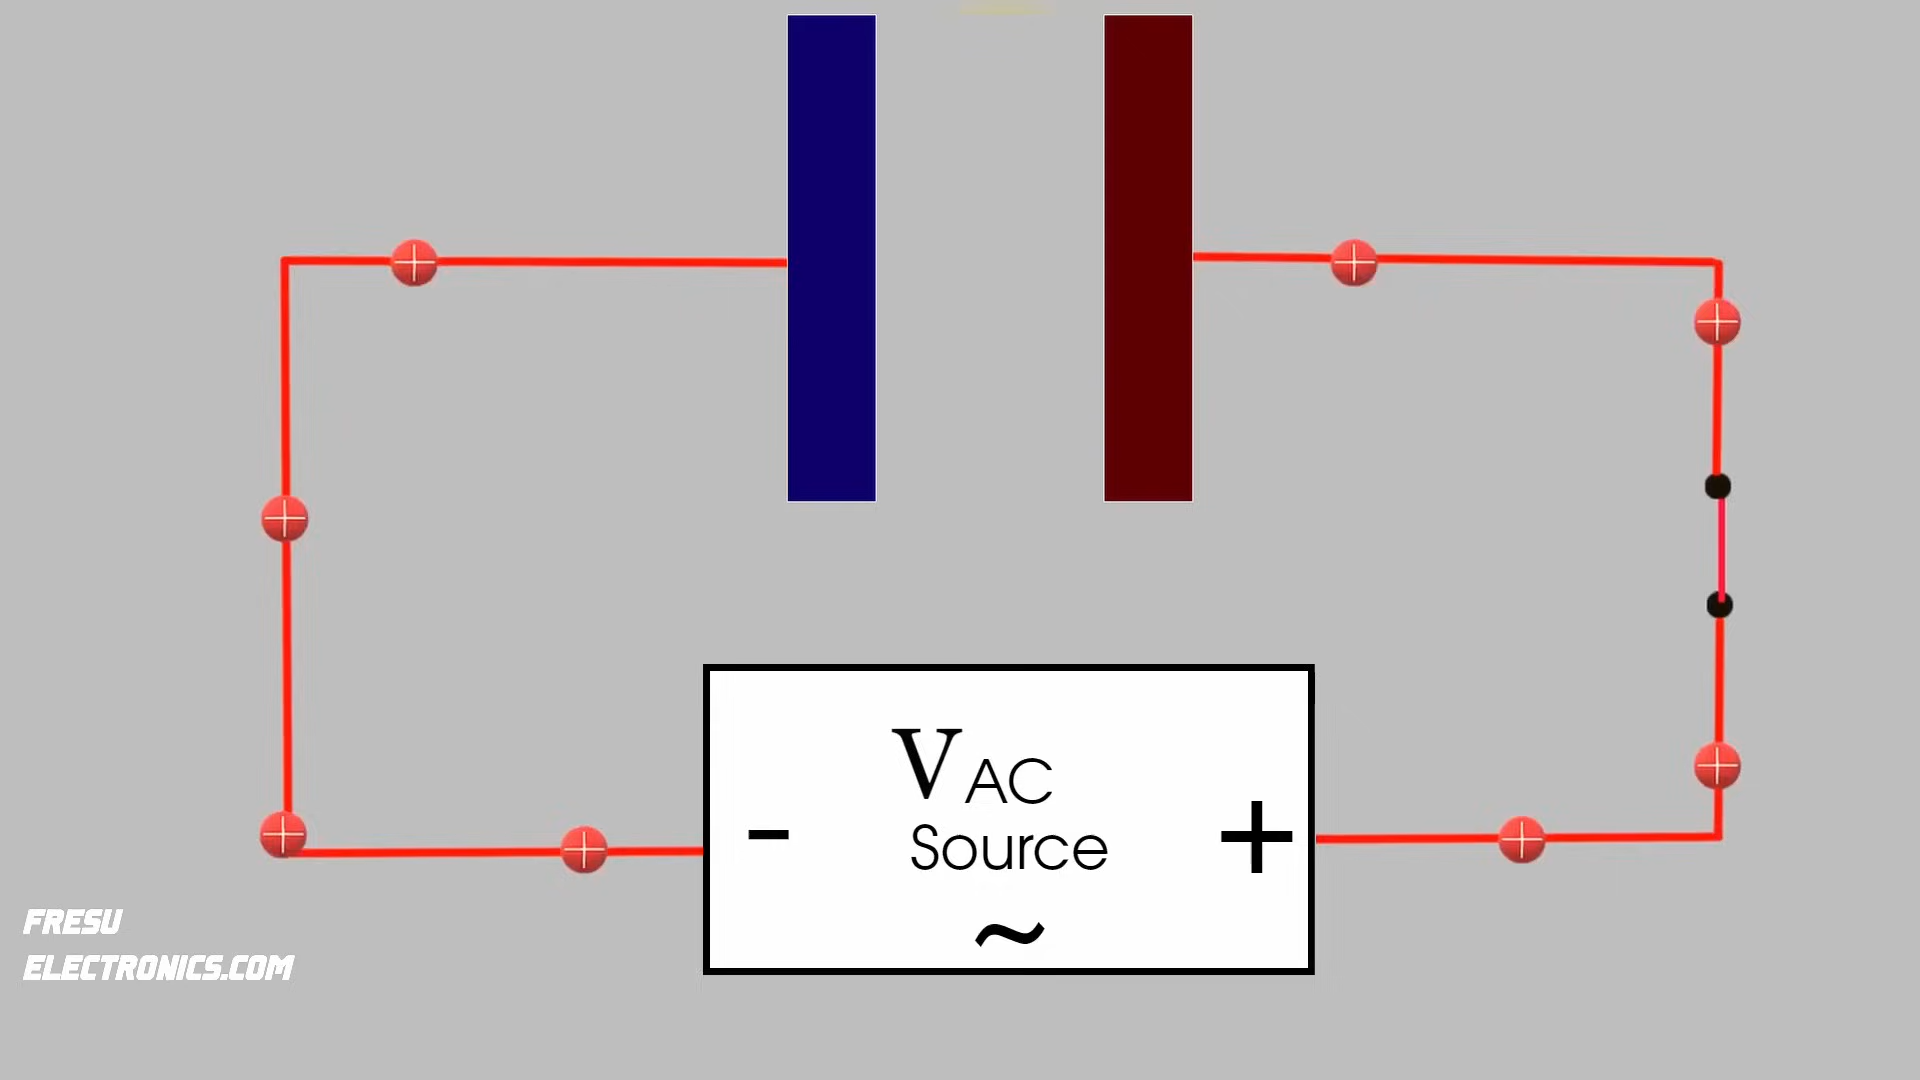 V AC
Source
- +
~
FRESU
ELECTRONICS.COM